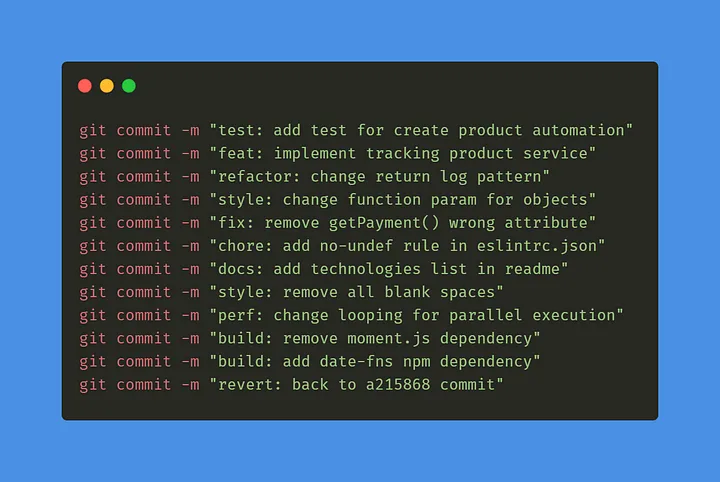 git commit -m "test: add test for create product automation"
git commit -m "feat: implement tracking product service"
git commit -m "refactor: change return log pattern"
git commit -m "style: change function param for objects"
git commit -m "fix: remove getPayment() wrong attribute"
git commit -m "chore: add no-undef rule in eslintrc.json"
git commit -m "docs: add technologies list in readme"
git commit -m "style: remove all blank spaces"
git commit -m "perf: change looping for parallel execution"
git commit -m "build: remove moment.js dependency"
git commit -m "build: add date-fns npm dependency"
git commit -m "revert: back to a215868 commit"